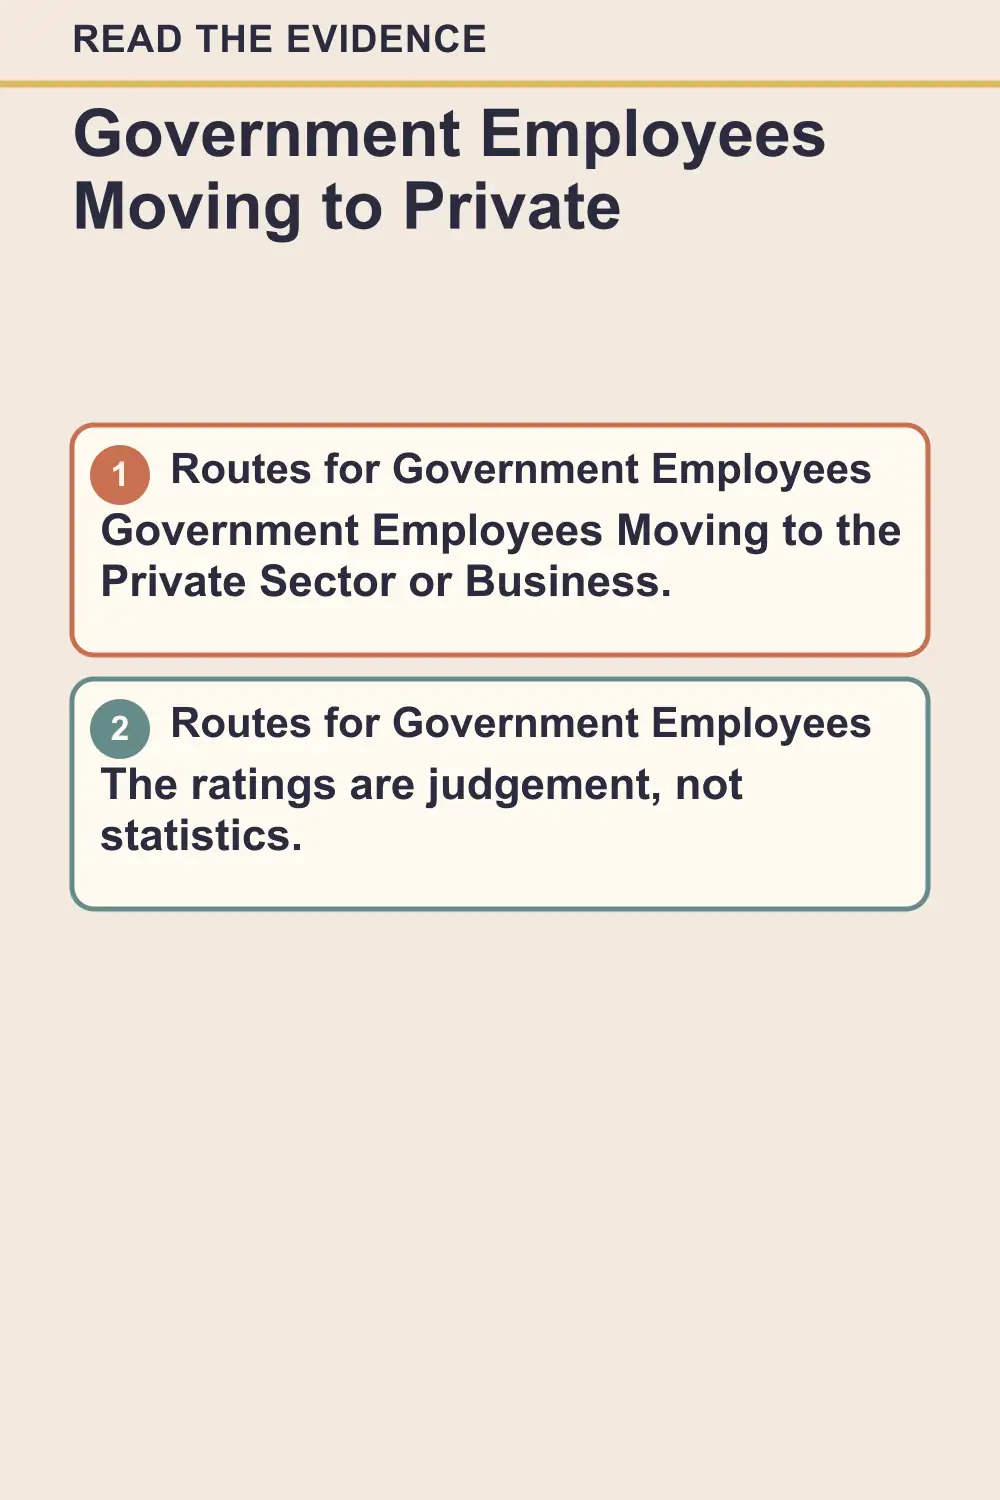 READ THE EVIDENCE
Government Employees
Moving to Private
1 Routes for Government Employees
Government Employees Moving to the
Private Sector or Business.
2 Routes for Government Employees
The ratings are judgement, not
statistics.